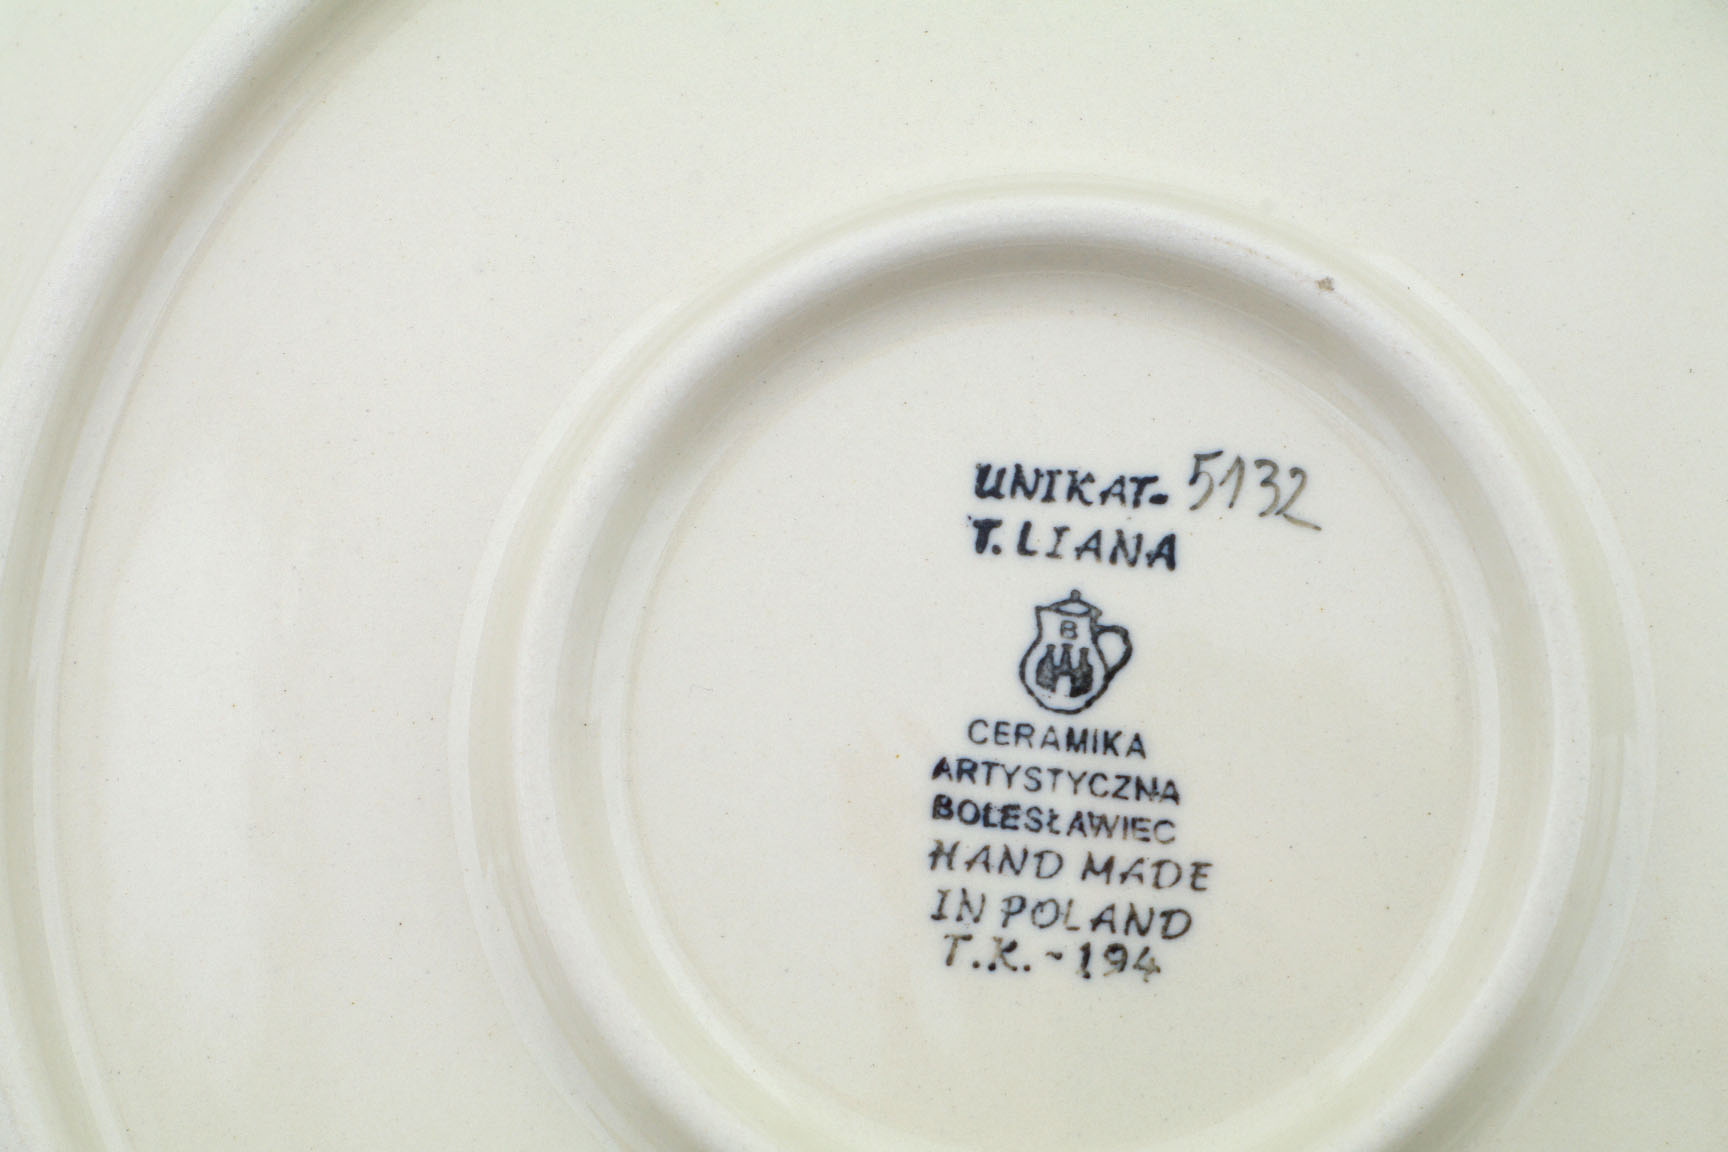 UNIKAT- 5132
T. LIANA
B
CERAMIKA
ARTYSTYCZNA
BOLESŁAWIEC
HAND MADE
IN POLAND
T.K. - 194